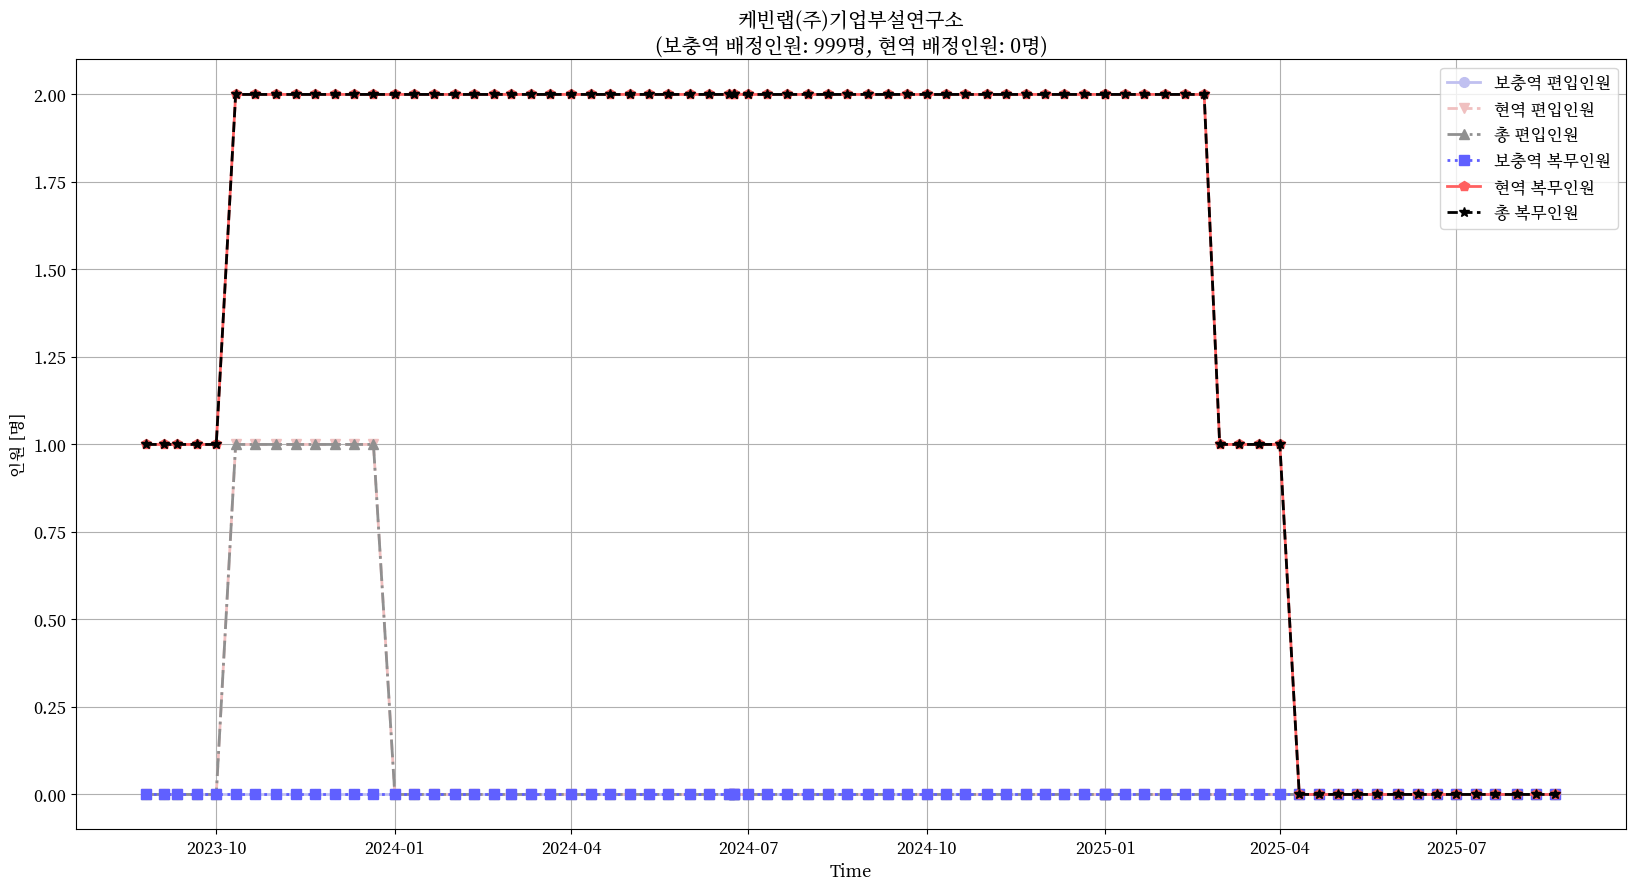 케빈랩(주)기업부설연구소
(보충역 배정인원: 999명, 현역 배정인원: 0명)
보충역 편입인원
현역 편입인원
총 편입인원
보충역 복무인원
현역 복무인원
총 복무인원
2.00
1.75
1.50
1.25
1.00
0.75
0.50
0.25
0.00
인원 [명]
2023-10
2024-01
2024-04
2024-07
2024-10
2025-01
2025-04
2025-07
Time